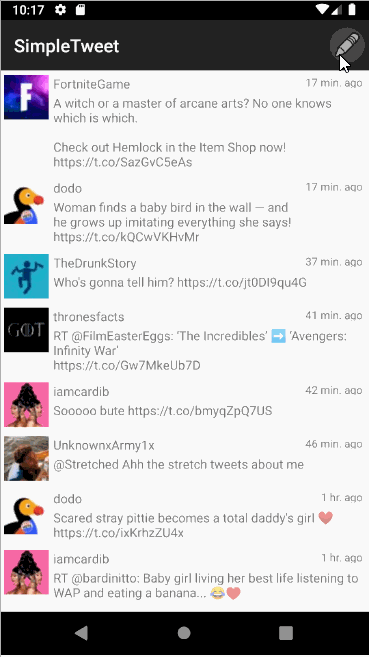 10:17
SimpleTweet
FortniteGame 17 min. ago
A witch or a master of arcane arts? No one knows
which is which.
Check out Hemlock in the Item Shop now!
https://t.co/SazGvC5eAs
dodo 17 min. ago
Woman finds a baby bird in the wall — and
he grows up imitating everything she says!
https://t.co/kQCwVKHvMr
TheDrunkStory 37 min. ago
Who's gonna tell him? https://t.co/jt0DI9qu4G
thronesfacts 41 min. ago
RT @FilmEasterEggs: 'The Incredibles' ➡️ 'Avengers:
Infinity War'
https://t.co/Gw7MkeUb7D
iamcardib 42 min. ago
Sooooo bute https://t.co/bmyqZpQ7US
UnknownxArmy1x 46 min. ago
@Stretched Ahh the stretch tweets about me
dodo 1 hr. ago
Scared stray pittie becomes a total daddy's girl ❤️
https://t.co/ixKrhzZU4x
iamcardib 1 hr. ago
RT @bardinitto: Baby girl living her best life listening to
WAP and eating a banana... 😂❤️
F
GOT